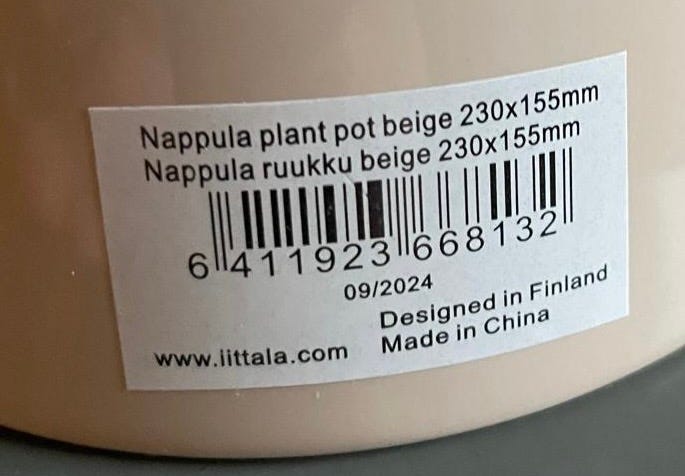 Nappula plant pot beige 230x155mm
Nappula ruukku beige 230x155mm
6 411923 668132
09/2024
Designed in Finland
www.iittala.com Made in China